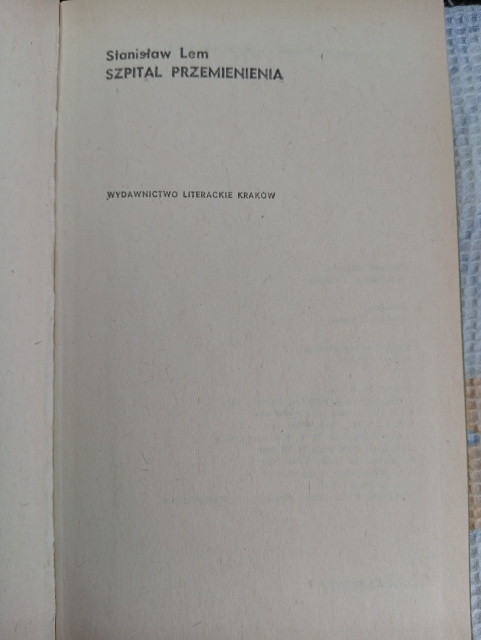 Stanisław Lem
SZPITAL PRZEMIENIENIA
WYDAWNICTWO LITERACKIE KRAKÓW